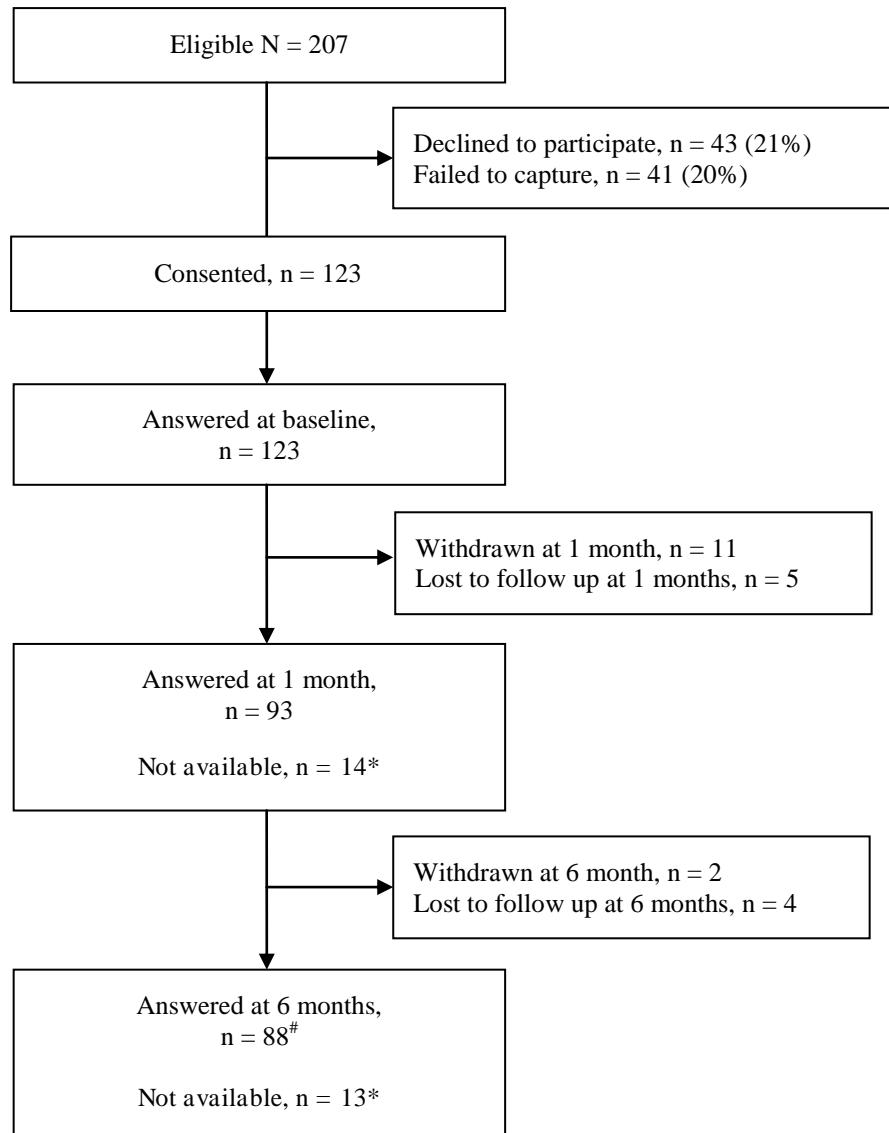 Eligible N = 207
Declined to participate, n = 43 (21%)
Failed to capture, n = 41 (20%)
Consented, n = 123
Answered at baseline,
n = 123
Withdrawn at 1 month, n = 11
Lost to follow up at 1 months, n = 5
Answered at 1 month,
n = 93
Not available, n = 14*
Withdrawn at 6 month, n = 2
Lost to follow up at 6 months, n = 4
Answered at 6 months,
n = 88#
Not available, n = 13*